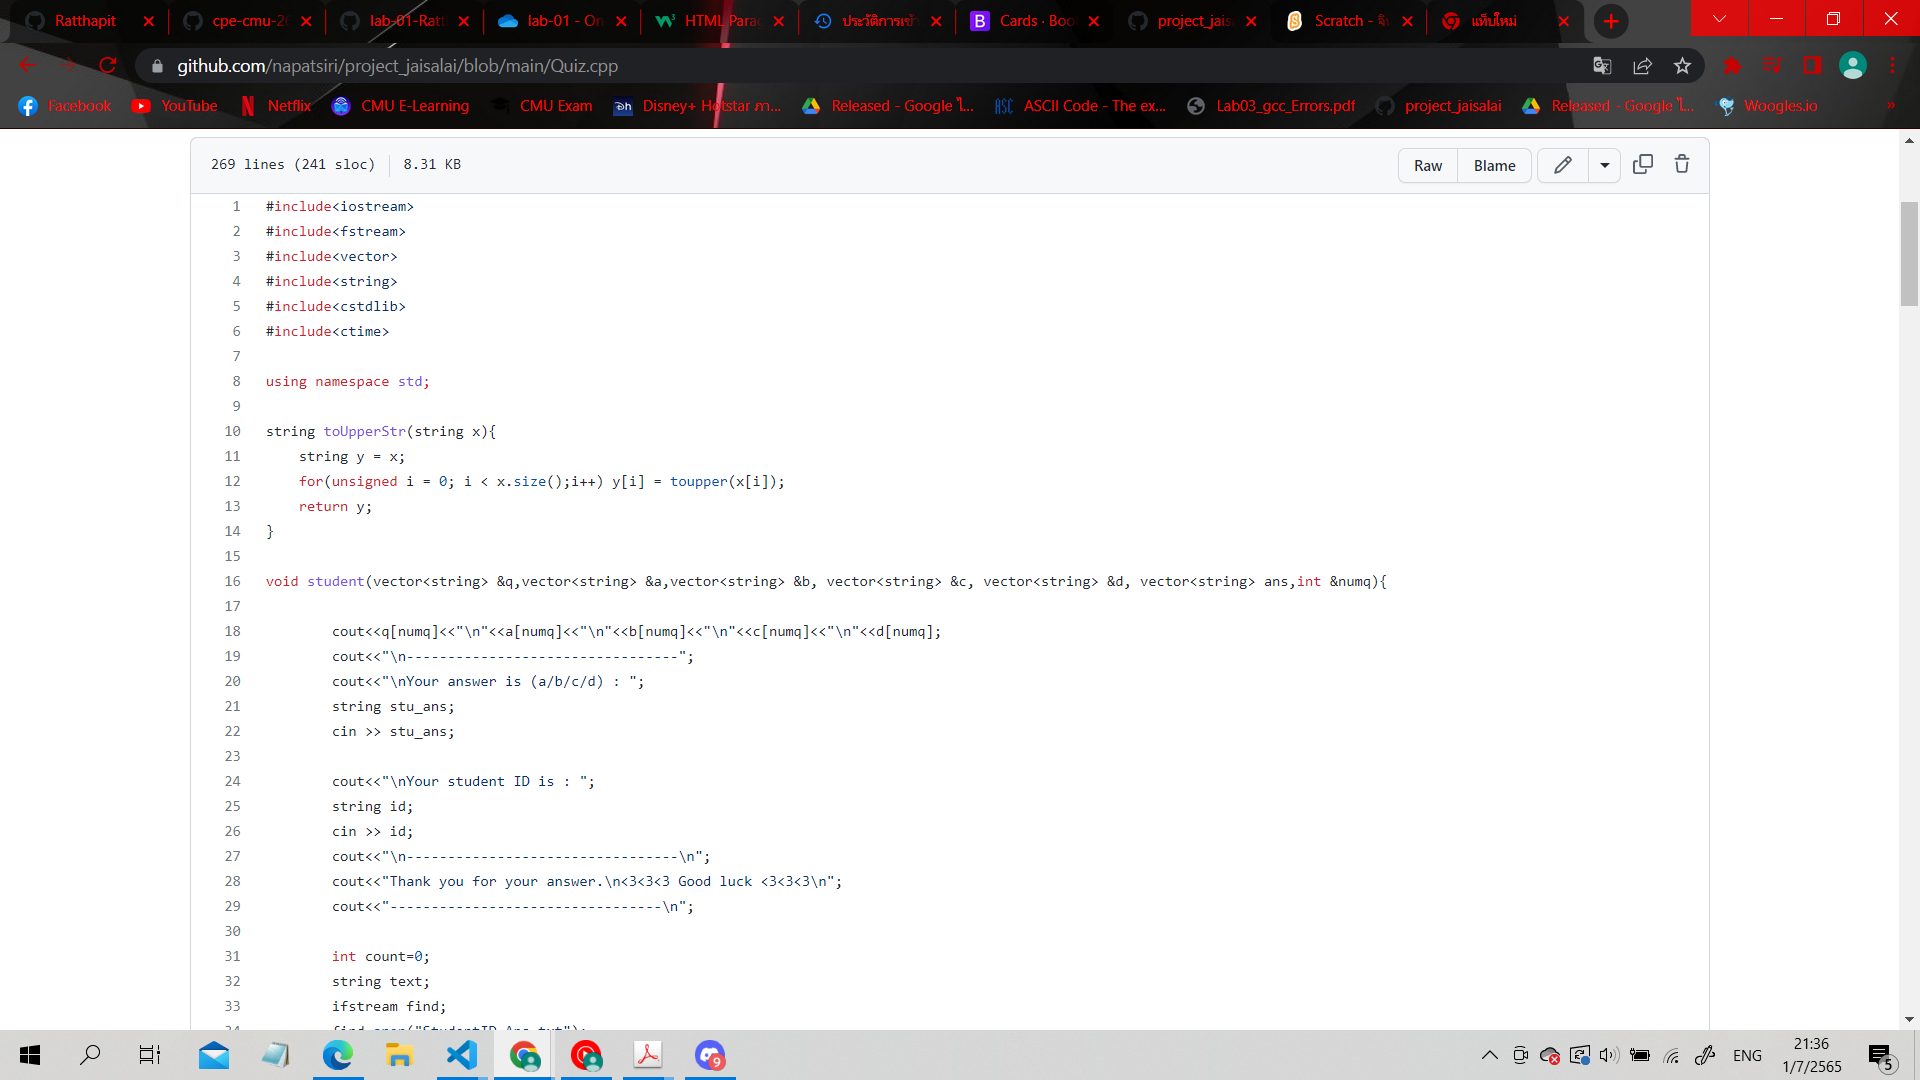 Ratthapit
cpe-cmu-26
lab-01-Ratt
lab-01 - On
HTML Para
ประวัติการเข้า
Cards · Boo
project_jais
Scratch - จิน
แท็บใหม่
github.com/napatsiri/project_jaisalai/blob/main/Quiz.cpp
Facebook
YouTube
Netflix
CMU E-Learning
CMU Exam
Disney+ Hotstar ภา...
Released - Google ไ...
ASCII Code - The ex...
Lab03_gcc_Errors.pdf
project_jaisalai
Released - Google ไ...
Woogles.io
»
269 lines (241 sloc) 8.31 KB
Raw Blame
1 #include<iostream>
2 #include<fstream>
3 #include<vector>
4 #include<string>
5 #include<cstdlib>
6 #include<ctime>
7
8 using namespace std;
9
10 string toUpperStr(string x){
11 string y = x;
12 for(unsigned i = 0; i < x.size();i++) y[i] = toupper(x[i]);
13 return y;
14 }
15
16 void student(vector<string> &q,vector<string> &a,vector<string> &b, vector<string> &c, vector<string> &d, vector<string> ans,int &numq){
17
18 cout<<q[numq]<<"\n"<<a[numq]<<"\n"<<b[numq]<<"\n"<<c[numq]<<"\n"<<d[numq];
19 cout<<"\n---------------------------------";
20 cout<<"\nYour answer is (a/b/c/d) : ";
21 string stu_ans;
22 cin >> stu_ans;
23
24 cout<<"\nYour student ID is : ";
25 string id;
26 cin >> id;
27 cout<<"\n---------------------------------\n";
28 cout<<"Thank you for your answer.\n<3<3<3 Good luck <3<3<3\n";
29 cout<<"---------------------------------\n";
30
31 int count=0;
32 string text;
33 ifstream find;
34 find.open("StudentID_Ans.txt");
ENG
21:36
1/7/2565
9
5